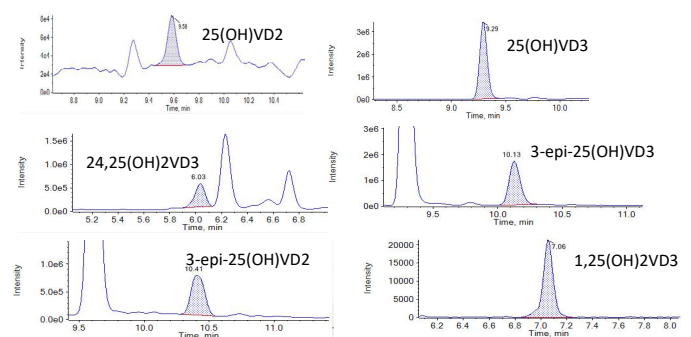 25(OH)VD2
9.58
8e4
6e4
4e4
2e4
0e0
Intensity
8.8 9.0 9.2 9.4 9.6 9.8 10.0 10.2 10.4
Time, min
25(OH)VD3
9.29
3e6
2e6
1e6
0e0
Intensity
8.5 9.0 9.5 10.0
Time, min
24,25(OH)2VD3
6.03
1.5e6
1.0e6
5.0e5
0.0e0
Intensity
5.2 5.4 5.6 5.8 6.0 6.2 6.4 6.6 6.8
Time, min
3-epi-25(OH)VD3
10.13
3e6
2e6
1e6
0e0
Intensity
9.5 10.0 10.5 11.0
Time, min
3-epi-25(OH)VD2
10.41
1.0e6
5.0e5
0.0e0
Intensity
9.5 10.0 10.5 11.0
Time, min
1,25(OH)2VD3
7.06
20000
15000
10000
5000
0
Intensity
6.2 6.4 6.6 6.8 7.0 7.2 7.4 7.6 7.8 8.0
Time, min